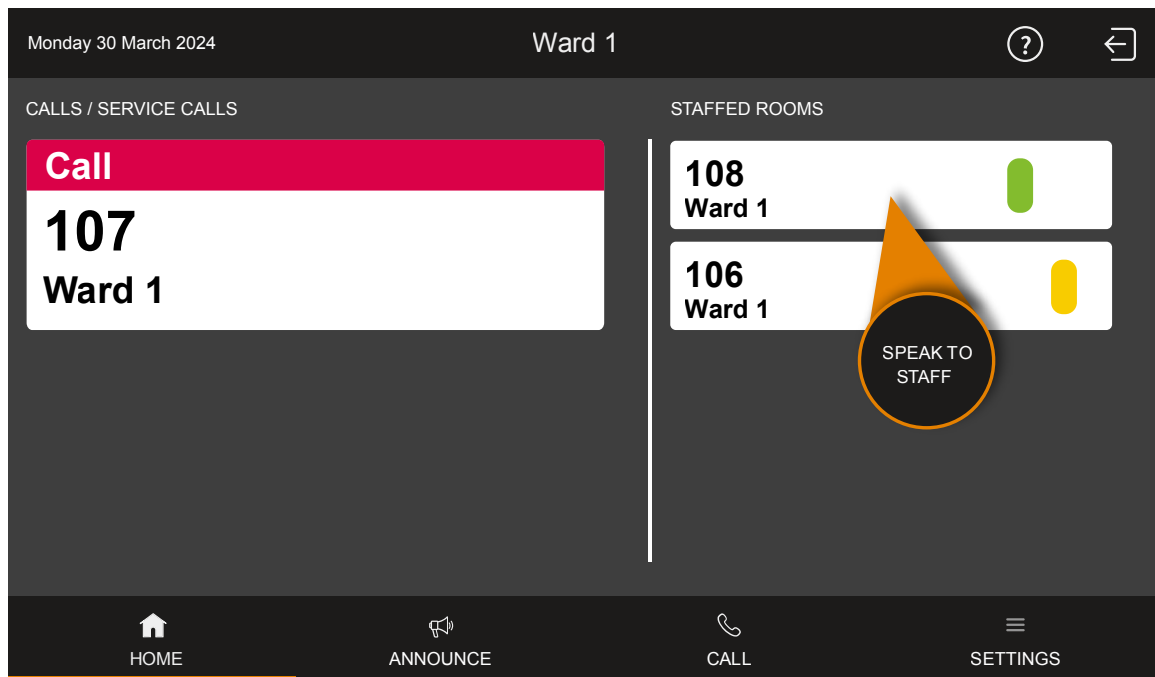 Monday 30 March 2024
Ward 1
?
CALLS / SERVICE CALLS
Call
107
Ward 1
STAFFED ROOMS
108
Ward 1
106
Ward 1
SPEAK TO
STAFF
HOME
ANNOUNCE
CALL
SETTINGS